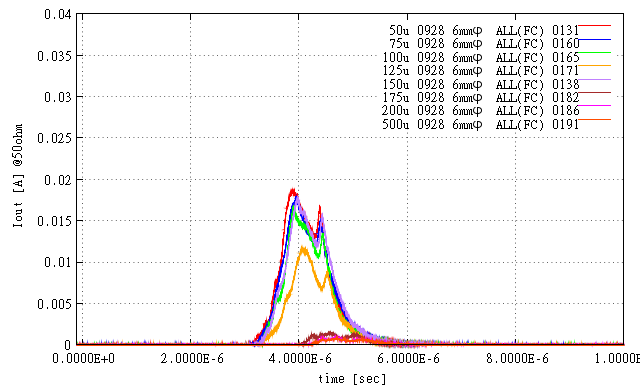 0.04
50u 0928 6mmφ ALL(FC) 0131
75u 0928 6mmφ ALL(FC) 0160
100u 0928 6mmφ ALL(FC) 0165
125u 0928 6mmφ ALL(FC) 0171
150u 0928 6mmφ ALL(FC) 0138
175u 0928 6mmφ ALL(FC) 0182
200u 0928 6mmφ ALL(FC) 0186
500u 0928 6mmφ ALL(FC) 0191
0.035
0.03
0.025
0.02
0.015
0.01
0.005
0
Iout [A] @50ohm
0.0000E+0 2.0000E-6 4.0000E-6 6.0000E-6 8.0000E-6 1.000
time [sec]